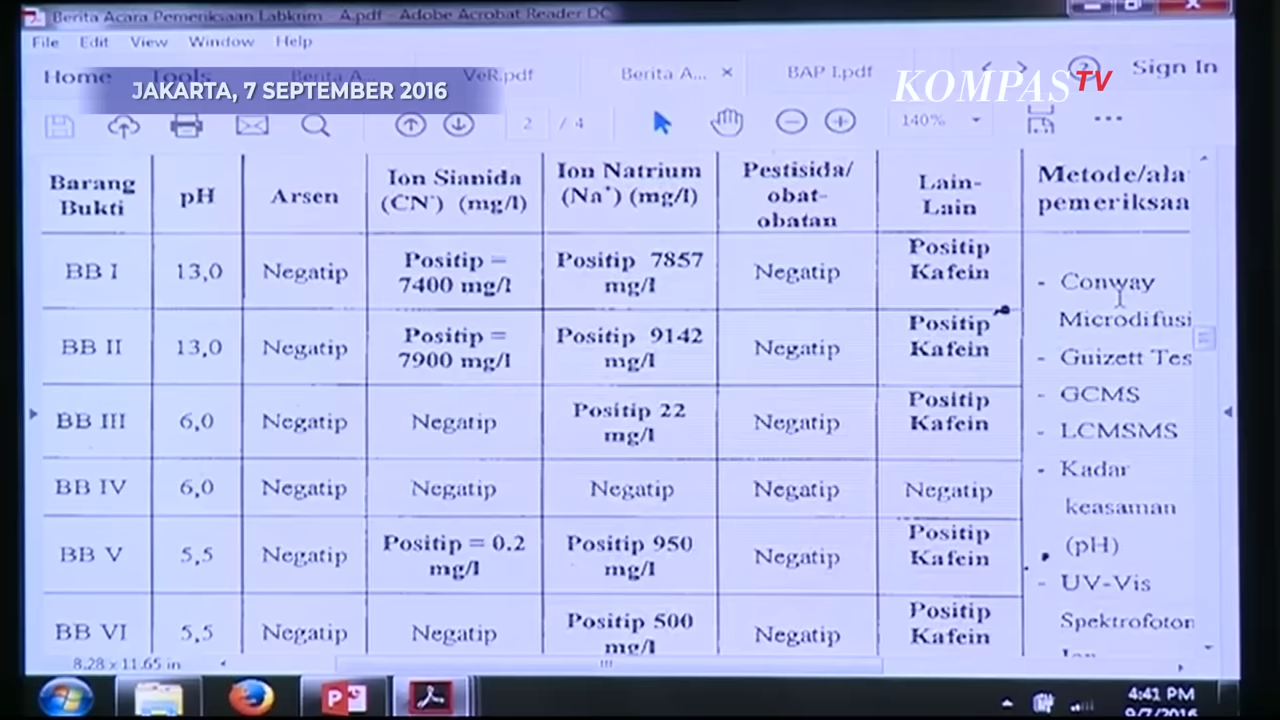 Berita Acara Pemeriksaan Labkrim - A.pdf - Adobe Acrobat Reader DC
File Edit View Window Help
Home Tools Berita A... VeR.pdf Berita A... × BAP I.pdf Sign In
JAKARTA, 7 SEPTEMBER 2016
KOMPAS TV
2 / 4 140%
Barang Bukti
pH
Arsen
Ion Sianida
(CN⁻) (mg/l)
Ion Natrium
(Na⁺) (mg/l)
Pestisida/
obat-
obatan
Lain-
Lain
Metode/ala
pemeriksaa
BB I
13,0
Negatip
Positip =
7400 mg/l
Positip 7857
mg/l
Negatip
Positip
Kafein
BB II
13,0
Negatip
Positip =
7900 mg/l
Positip 9142
mg/l
Negatip
Positip
Kafein
BB III
6,0
Negatip
Negatip
Positip 22
mg/l
Negatip
Positip
Kafein
BB IV
6,0
Negatip
Negatip
Negatip
Negatip
Negatip
BB V
5,5
Negatip
Positip = 0.2
mg/l
Positip 950
mg/l
Negatip
Positip
Kafein
BB VI
5,5
Negatip
Negatip
Positip 500
mg/l
Negatip
Positip
Kafein
- Conway
Microdifusi
- Guizett Tes
- GCMS
- LCMSMS
- Kadar
keasaman
(pH)
- UV-Vis
Spektrofoton
Ion
8.28 x 11.65 in
4:41 PM
9/7/2016